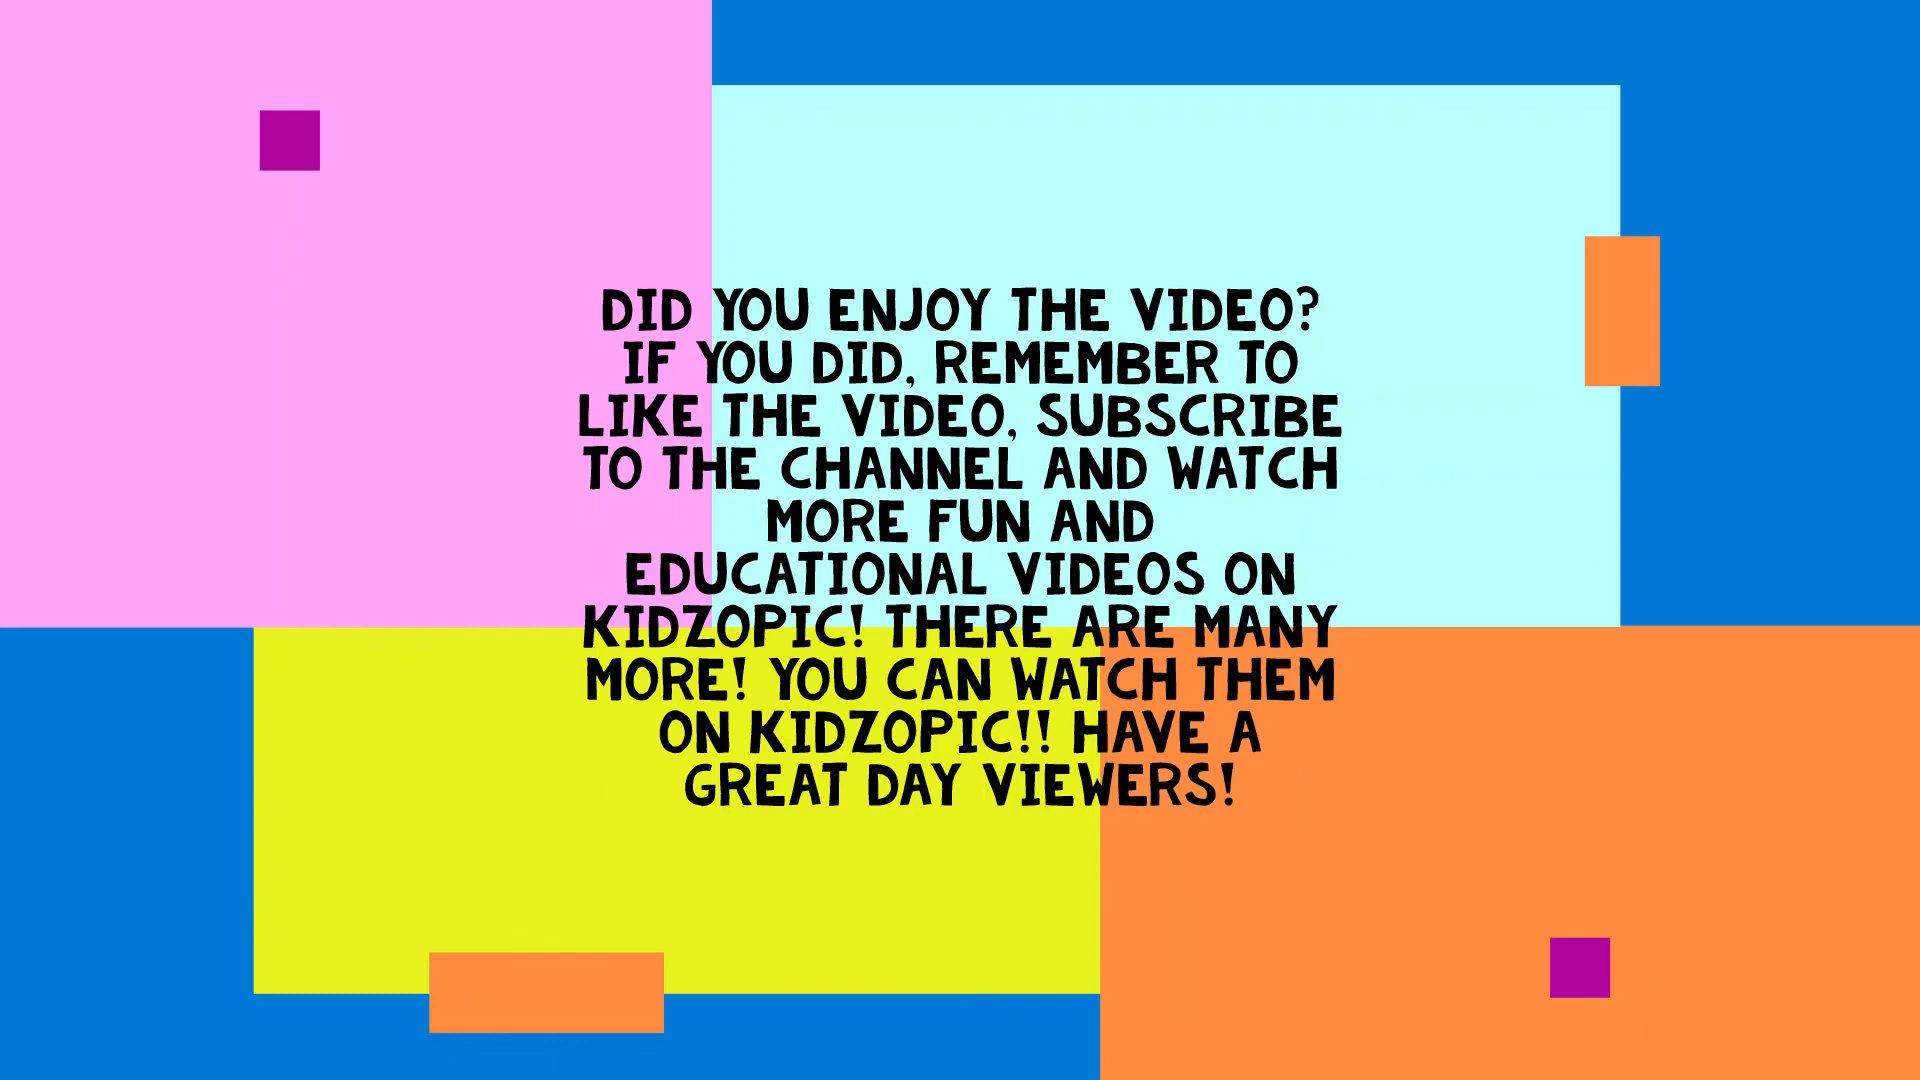 DID YOU ENJOY THE VIDEO?
IF YOU DID, REMEMBER TO
LIKE THE VIDEO, SUBSCRIBE
TO THE CHANNEL AND WATCH
MORE FUN AND
EDUCATIONAL VIDEOS ON
KIDZOPIC! THERE ARE MANY
MORE! YOU CAN WATCH THEM
ON KIDZOPIC!! HAVE A
GREAT DAY VIEWERS!